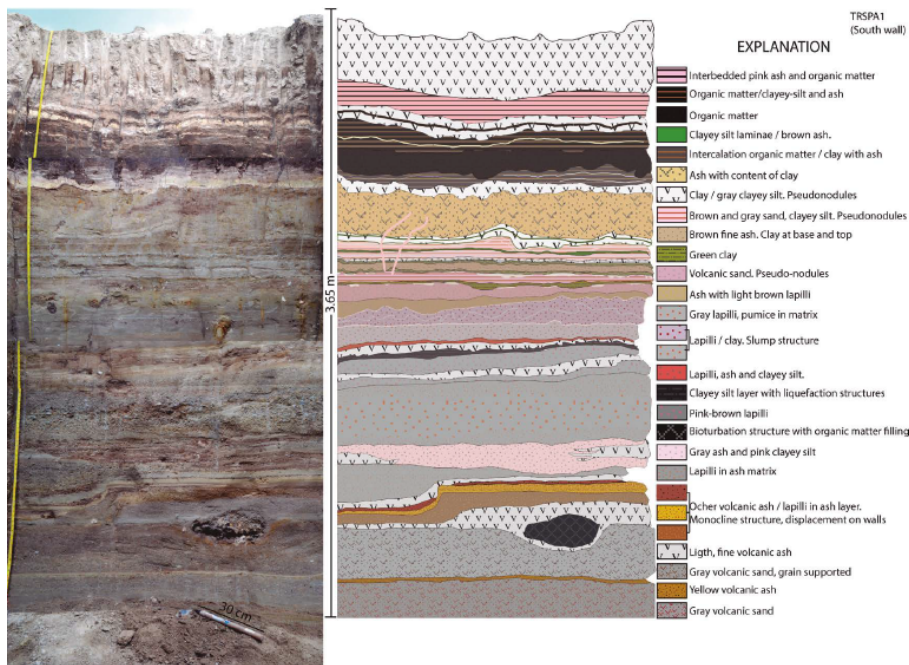 TRSPA1
(South wall)
EXPLANATION
Interbedded pink ash and organic matter
Organic matter/clayey-silt and ash
Organic matter
Clayey silt laminae / brown ash.
Intercalation organic matter / clay with ash
Ash with content of clay
Clay / gray clayey silt. Pseudonodules
Brown and gray sand, clayey silt. Pseudonodules
Brown fine ash. Clay at base and top
Green clay
Volcanic sand. Pseudo-nodules
Ash with light brown lapilli
Gray lapilli, pumice in matrix
Lapilli / clay. Slump structure
Lapilli, ash and clayey silt.
Clayey silt layer with liquefaction structures
Pink-brown lapilli
Bioturbation structure with organic matter filling
Gray ash and pink clayey silt
Lapilli in ash matrix
Ocher volcanic ash / lapilli in ash layer.
Monocline structure, displacement on walls
Ligth, fine volcanic ash
Gray volcanic sand, grain supported
Yellow volcanic ash
Gray volcanic sand
3.65 m
30 cm